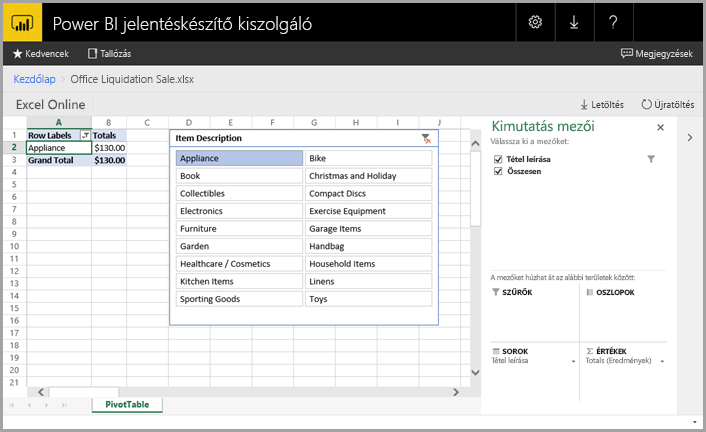 Power BI jelentéskészítő kiszolgáló
Kedvencek
Tallózás
Megjegyzések
Kezdőlap
Office Liquidation Sale.xlsx
Excel Online
Letöltés
Újratöltés
A B C D E F G H I J
1 Row Labels Totals
2 Appliance $130.00
3 Grand Total $130.00
4
5
6
7
8
9
10
11
12
13
14
15
16
17
18
19
20
21
Item Description
Appliance Bike
Book Christmas and Holiday
Collectibles Compact Discs
Electronics Exercise Equipment
Furniture Garage Items
Garden Handbag
Healthcare / Cosmetics Household Items
Kitchen Items Linens
Sporting Goods Toys
Kimutatás mezői
Válassza ki a mezőket:
Tétel leírása
Összesen
A mezőket húzhat át az alábbi területek között:
SZŰRŐK
OSZLOPOK
SOROK
Tétel leírása
ÉRTÉKEK
Totals (Eredmények)
PivotTable